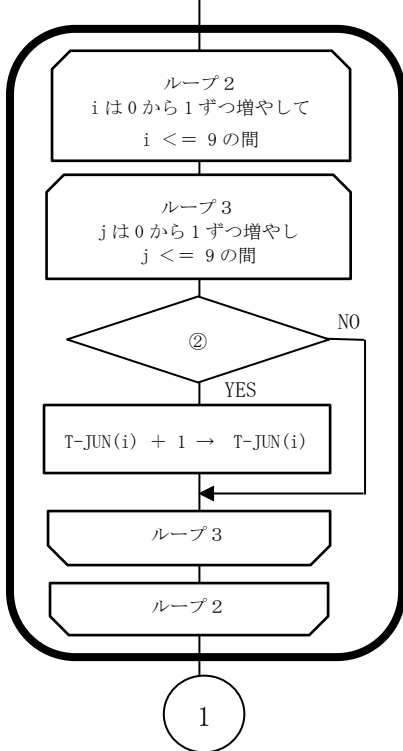 ループ2
iは0から1ずつ増やして
i <= 9の間
ループ3
jは0から1ずつ増やし
j <= 9の間
②
NO
YES
T-JUN(i) + 1 → T-JUN(i)
ループ3
ループ2
1